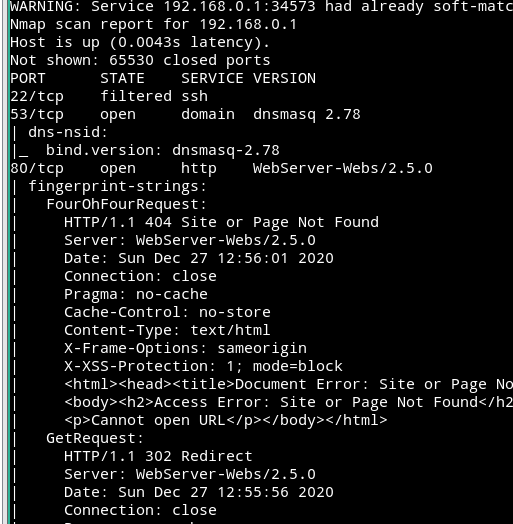 WARNING: Service 192.168.0.1:34573 had already soft-matc
Nmap scan report for 192.168.0.1
Host is up (0.0043s latency).
Not shown: 65530 closed ports
PORT      STATE    SERVICE VERSION
22/tcp    filtered ssh
53/tcp    open     domain  dnsmasq 2.78
| dns-nsid:
|_  bind.version: dnsmasq-2.78
80/tcp    open     http    WebServer-Webs/2.5.0
| fingerprint-strings:
|   FourOhFourRequest:
|     HTTP/1.1 404 Site or Page Not Found
|     Server: WebServer-Webs/2.5.0
|     Date: Sun Dec 27 12:56:01 2020
|     Connection: close
|     Pragma: no-cache
|     Cache-Control: no-store
|     Content-Type: text/html
|     X-Frame-Options: sameorigin
|     X-XSS-Protection: 1; mode=block
|     <html><head><title>Document Error: Site or Page No
|     <body><h2>Access Error: Site or Page Not Found</h2
|     <p>Cannot open URL</p></body></html>
|   GetRequest:
|     HTTP/1.1 302 Redirect
|     Server: WebServer-Webs/2.5.0
|     Date: Sun Dec 27 12:55:56 2020
|     Connection: close